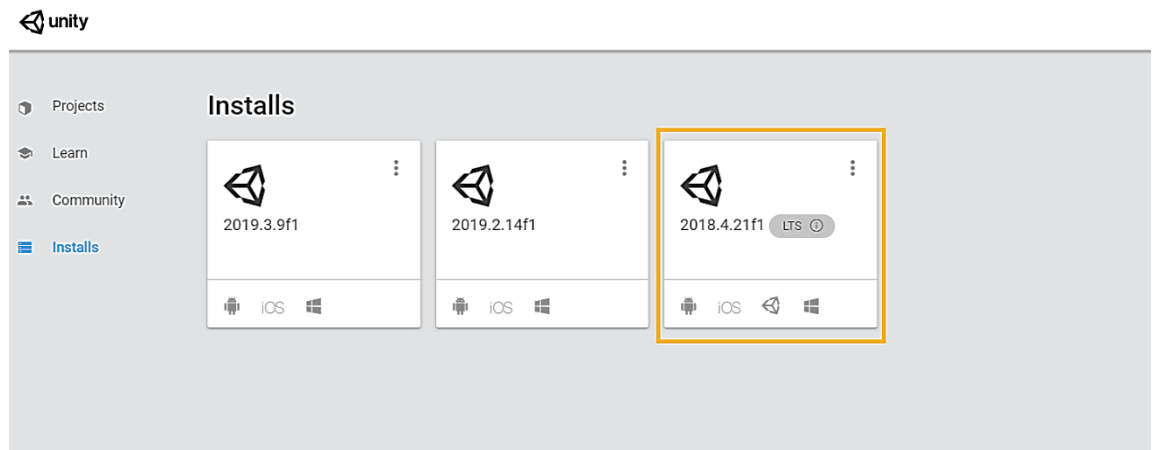 unity
Projects
Learn
Community
Installs
Installs
2019.3.9f1
iOS
2019.2.14f1
iOS
2018.4.21f1 LTS
iOS